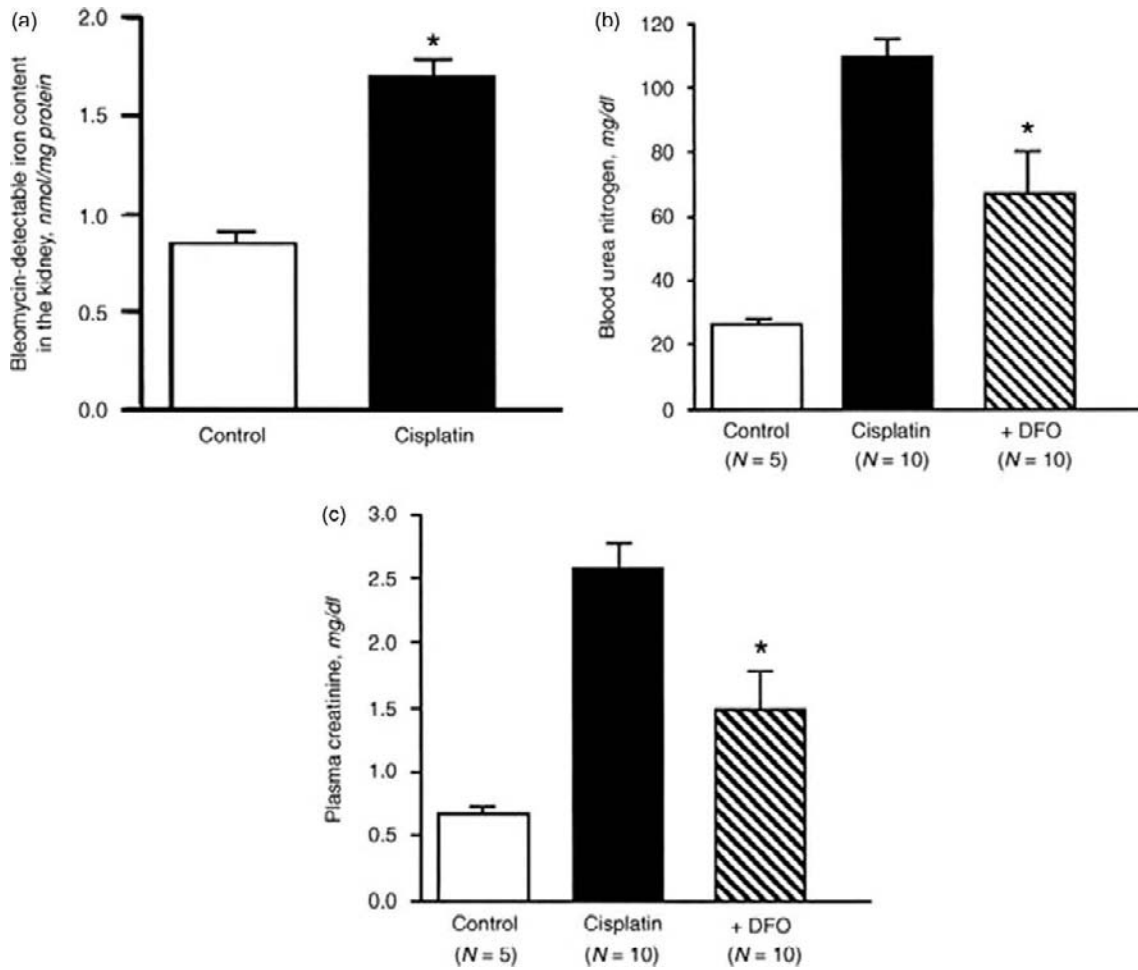 (a)
Bleomycin-detectable iron content
in the kidney, nmol/mg protein
2.0
1.5
1.0
0.5
0.0
*
Control
Cisplatin
(b)
Blood urea nitrogen, mg/dl
120
100
80
60
40
20
0
*
Control
Cisplatin
+ DFO
(N = 5)
(N = 10)
(N = 10)
(c)
Plasma creatinine, mg/dl
3.0
2.5
2.0
1.5
1.0
0.5
0.0
*
Control
Cisplatin
+ DFO
(N = 5)
(N = 10)
(N = 10)